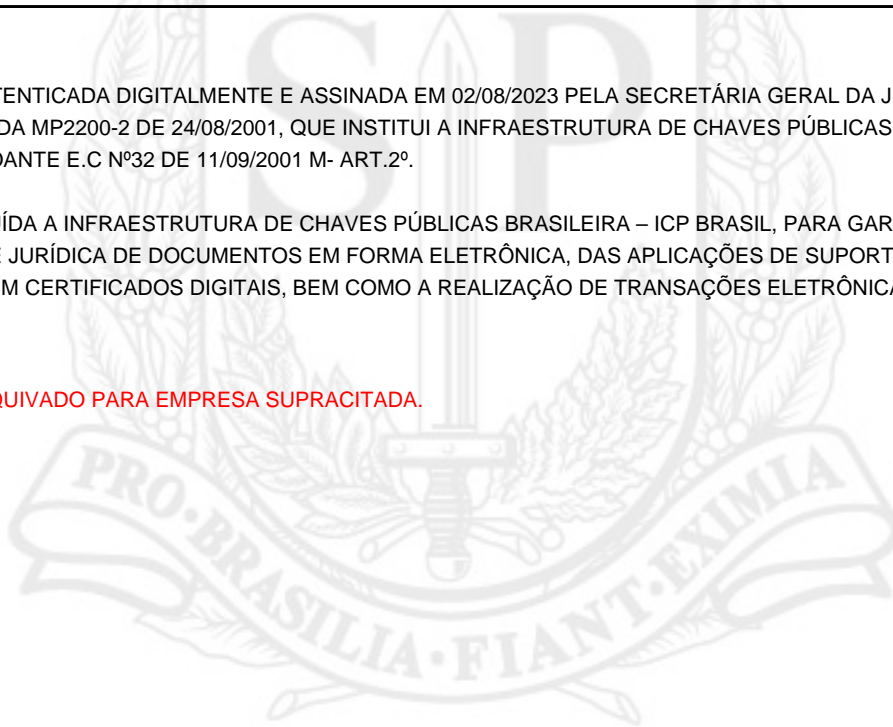 TENTICADA DIGITALMENTE E ASSINADA EM 02/08/2023 PELA SECRETÁRIA GERAL DA J
DA MP2200-2 DE 24/08/2001, QUE INSTITUI A INFRAESTRUTURA DE CHAVES PÚBLICAS
DANTE E.C Nº32 DE 11/09/2001 M- ART.2º.
ÍDA A INFRAESTRUTURA DE CHAVES PÚBLICAS BRASILEIRA – ICP BRASIL, PARA GAR
E JURÍDICA DE DOCUMENTOS EM FORMA ELETRÔNICA, DAS APLICAÇÕES DE SUPORT
M CERTIFICADOS DIGITAIS, BEM COMO A REALIZAÇÃO DE TRANSAÇÕES ELETRÔNICA
QUIVADO PARA EMPRESA SUPRACITADA.
SP
PRO·BRASILIA·FIANT·EXIMIA